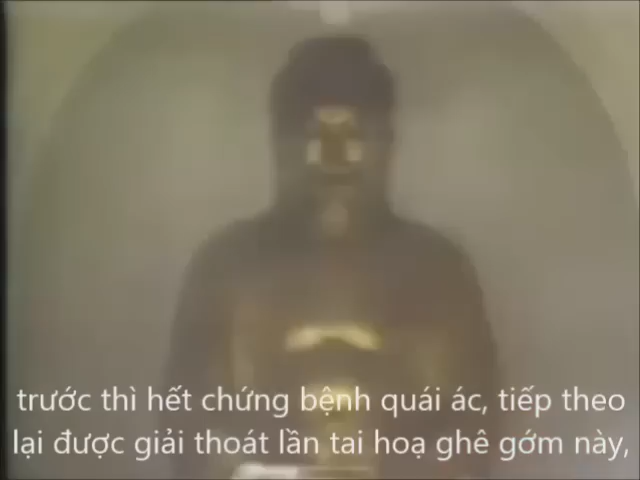 trước thì hết chứng bệnh quái ác, tiếp theo
lại được giải thoát lần tai hoạ ghê gớm này,